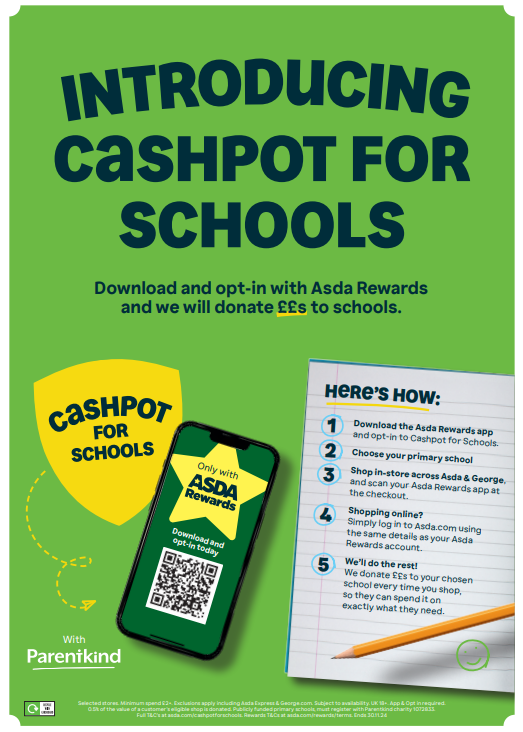 INTRODUCING
CASHPOT FOR
SCHOOLS
Download and opt-in with Asda Rewards
and we will donate ££s to schools.
CASHPOT
FOR
SCHOOLS
Only with
ASDA
Rewards
Download and
opt-in today
HERE'S HOW:
1 Download the Asda Rewards app
and opt-in to Cashpot for Schools.
2 Choose your primary school
3 Shop in-store across Asda & George,
and scan your Asda Rewards app at
the checkout.
4 Shopping online?
Simply log in to Asda.com using
the same details as your Asda
Rewards account.
5 We'll do the rest!
We donate ££s to your chosen
school every time you shop,
so they can spend it on
exactly what they need.
With
Parentkind
Selected stores. Minimum spend £2+. Exclusions apply including Asda Express & George.com. Subject to availability. UK 18+. App & Opt In required.
0.5% of the value of a customer's eligible shop is donated. Publicly funded primary schools, must register with Parentkind charity 1072833.
Full T&C's at asda.com/cashpotforschools. Rewards T&Cs at asda.com/rewards/terms. Ends 30.11.24